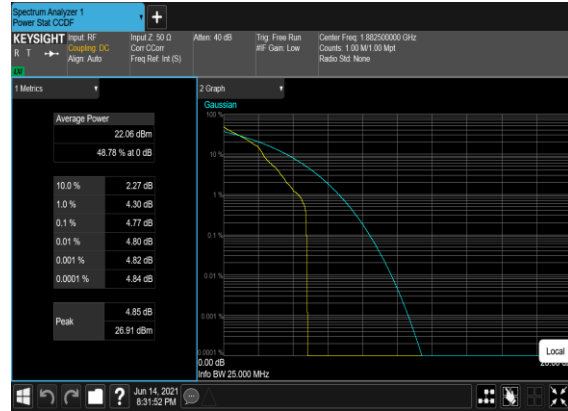 Spectrum Analyzer 1
Power Stat CCDF
KEYSIGHT
R T
LXI
Input: RF
Coupling: DC
Align: Auto
Input Z: 50 Ω
Corr CCorr
Freq Ref: Int (S)
Atten: 40 dB
Trig: Free Run
#IF Gain: Low
Center Freq: 1.882500000 GHz
Counts: 1.00 M/1.00 Mpt
Radio Std: None
1 Metrics
Average Power
22.06 dBm
48.78 % at 0 dB
10.0 % 2.27 dB
1.0 % 4.30 dB
0.1 % 4.77 dB
0.01 % 4.80 dB
0.001 % 4.82 dB
0.0001 % 4.84 dB
Peak
4.85 dB
26.91 dBm
2 Graph
Gaussian
100 %
10 %
1 %
0.1 %
0.01 %
0.001 %
0.0001 %
0.00 dB
Info BW 25.000 MHz
Local
?
Jun 14, 2021
8:31:52 PM